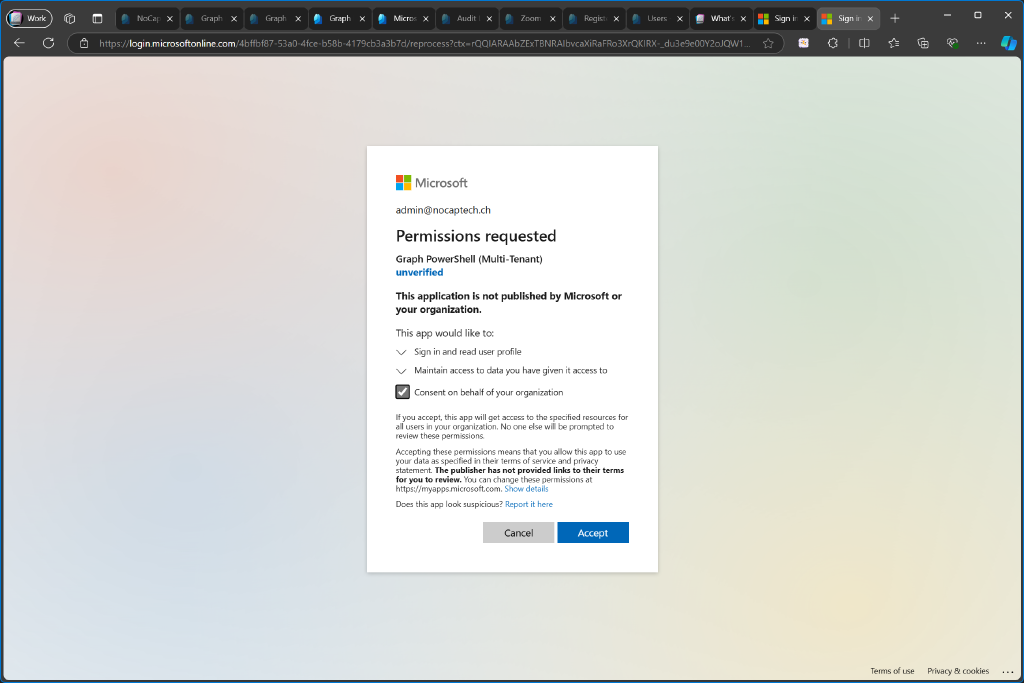 Work
NoCap
Graph
Graph
Graph
Micros
Audit
Zoom
Regist
Users
What's
Sign in
Sign in
https://login.microsoftonline.com/4bffbf87-53a0-4fce-b58b-4179cb3a3b7d/reprocess?ctx=
Microsoft
admin@nocaptech.ch
Permissions requested
Graph PowerShell (Multi-Tenant)
unverified
This application is not published by Microsoft or
your organization.
This app would like to:
Sign in and read user profile
Maintain access to data you have given it access to
Consent on behalf of your organization
If you accept, this app will get access to the specified resources for
all users in your organization. No one else will be prompted to
review these permissions.
Accepting these permissions means that you allow this app to use
your data as specified in their terms of service and privacy
statement. The publisher has not provided links to their terms
for you to review. You can change these permissions at
https://myapps.microsoft.com. Show details
Does this app look suspicious? Report it here
Cancel
Accept
Terms of use
Privacy & cookies